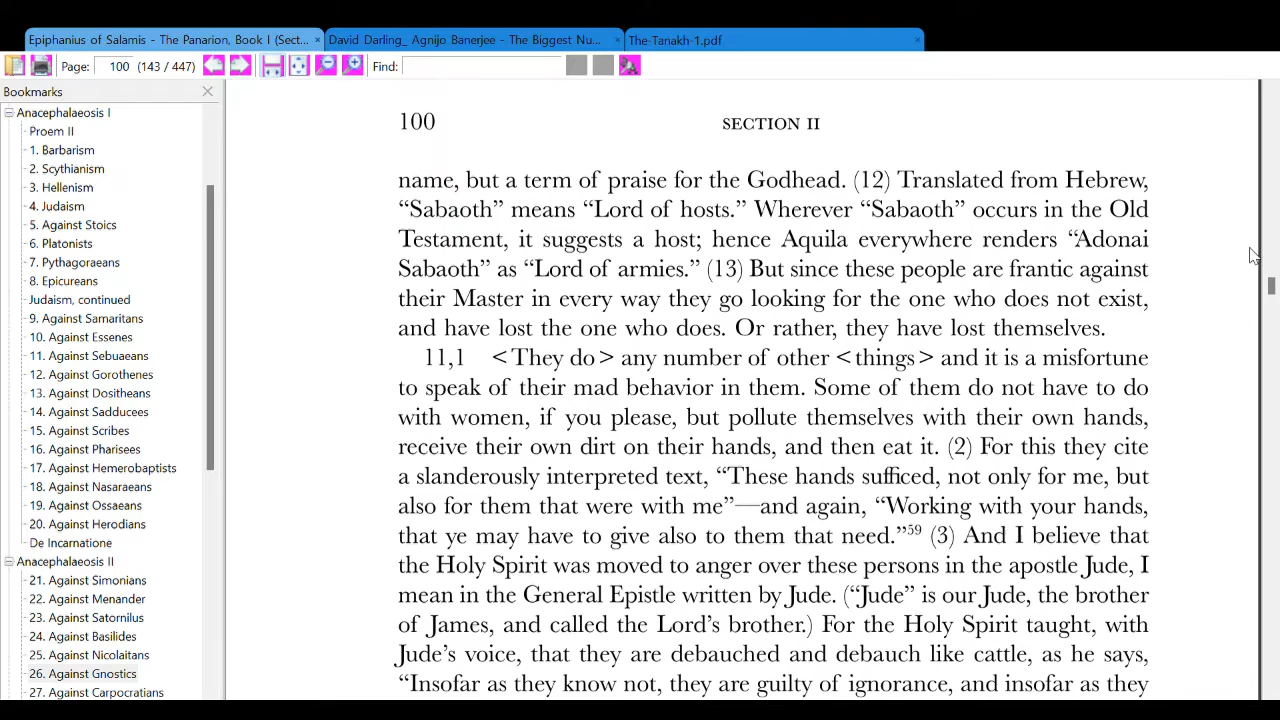 Epiphanius of Salamis - The Panarion, Book I (Sect... ×
David Darling_ Agnijo Banerjee - The Biggest Nu... ×
The-Tanakh-1.pdf ×
Page: 100 (143 / 447)
Find:
Bookmarks
Anacephalaeosis I
Proem II
1. Barbarism
2. Scythianism
3. Hellenism
4. Judaism
5. Against Stoics
6. Platonists
7. Pythagoraeans
8. Epicureans
Judaism, continued
9. Against Samaritans
10. Against Essenes
11. Against Sebuaeans
12. Against Gorothenes
13. Against Dositheans
14. Against Sadducees
15. Against Scribes
16. Against Pharisees
17. Against Hemerobaptists
18. Against Nasaraeans
19. Against Ossaeans
20. Against Herodians
De Incarnatione
Anacephalaeosis II
21. Against Simonians
22. Against Menander
23. Against Satornilus
24. Against Basilides
25. Against Nicolaitans
26. Against Gnostics
27. Against Carpocratians
100 SECTION II
name, but a term of praise for the Godhead. (12) Translated from Hebrew,
“Sabaoth” means “Lord of hosts.” Wherever “Sabaoth” occurs in the Old
Testament, it suggests a host; hence Aquila everywhere renders “Adonai
Sabaoth” as “Lord of armies.” (13) But since these people are frantic against
their Master in every way they go looking for the one who does not exist,
and have lost the one who does. Or rather, they have lost themselves.
11,1 <They do> any number of other <things> and it is a misfortune
to speak of their mad behavior in them. Some of them do not have to do
with women, if you please, but pollute themselves with their own hands,
receive their own dirt on their hands, and then eat it. (2) For this they cite
a slanderously interpreted text, “These hands sufficed, not only for me, but
also for them that were with me”—and again, “Working with your hands,
that ye may have to give also to them that need.”59 (3) And I believe that
the Holy Spirit was moved to anger over these persons in the apostle Jude, I
mean in the General Epistle written by Jude. (“Jude” is our Jude, the brother
of James, and called the Lord’s brother.) For the Holy Spirit taught, with
Jude’s voice, that they are debauched and debauch like cattle, as he says,
“Insofar as they know not, they are guilty of ignorance, and insofar as they